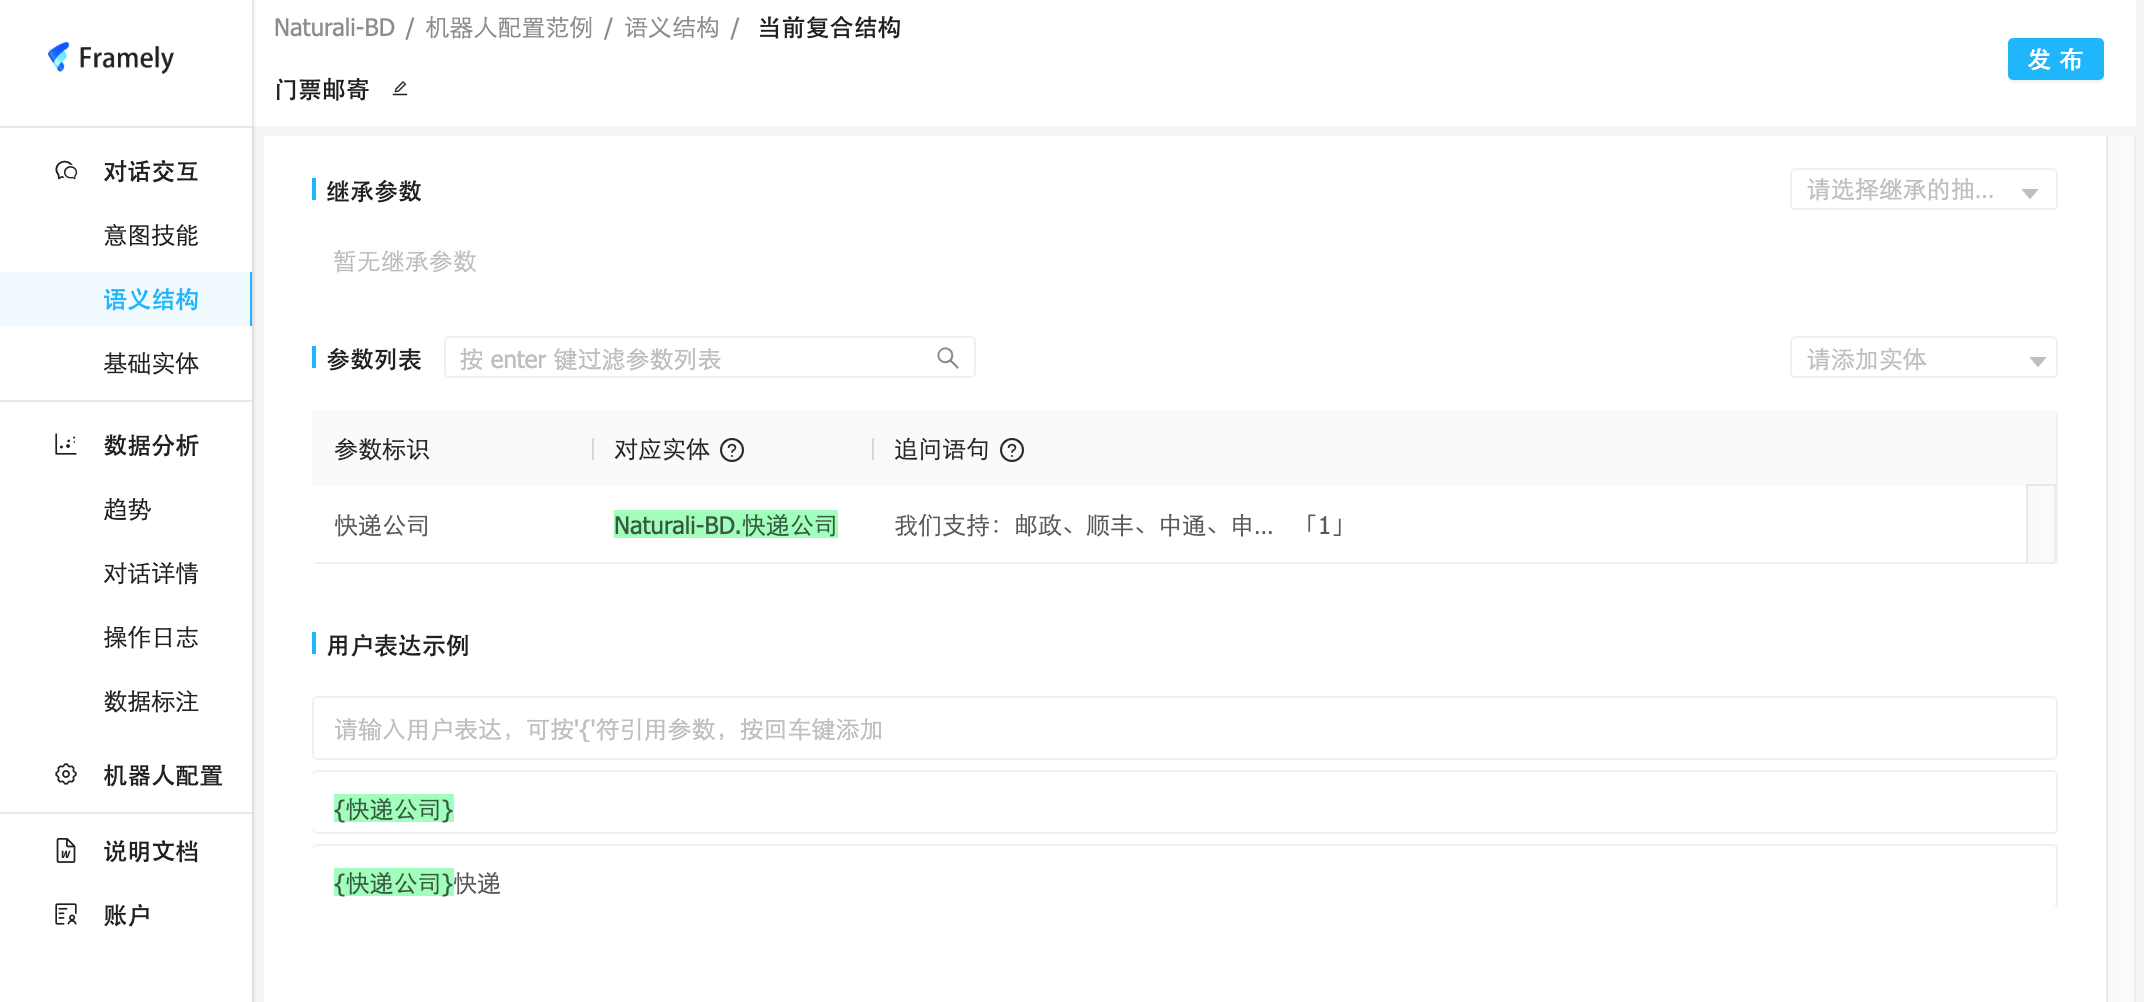 Framely
对话交互
意图技能
语义结构
基础实体
数据分析
趋势
对话详情
操作日志
数据标注
机器人配置
说明文档
账户
Naturali-BD / 机器人配置范例 / 语义结构 / 当前复合结构
门票邮寄
发 布
继承参数
请选择继承的抽...
暂无继承参数
参数列表
按 enter 键过滤参数列表
请添加实体
参数标识 对应实体 ? 追问语句 ?
快递公司 Naturali-BD.快递公司 我们支持：邮政、顺丰、中通、申... 「1」
用户表达示例
请输入用户表达，可按'{'符引用参数，按回车键添加
{快递公司}
{快递公司}快递